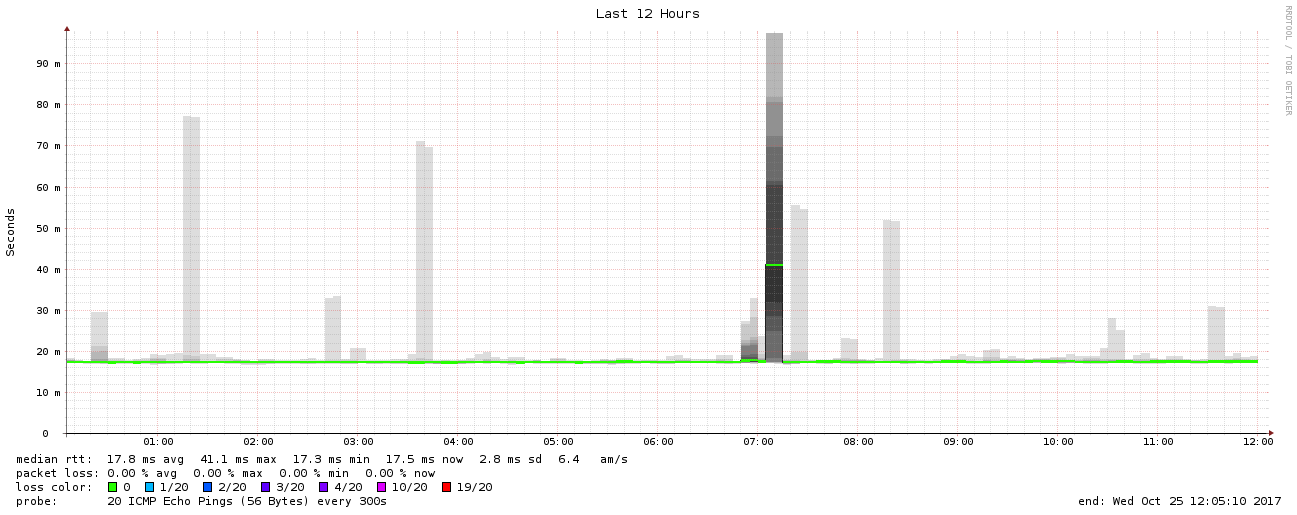 Last 12 Hours
RRDTOOL / TOBI OETIKER
Seconds
90 m
80 m
70 m
60 m
50 m
40 m
30 m
20 m
10 m
0
01:00 02:00 03:00 04:00 05:00 06:00 07:00 08:00 09:00 10:00 11:00 12:00
median rtt: 17.8 ms avg 41.1 ms max 17.3 ms min 17.5 ms now 2.8 ms sd 6.4 am/s
packet loss: 0.00 % avg 0.00 % max 0.00 % min 0.00 % now
loss color: 0 1/20 2/20 3/20 4/20 10/20 19/20
probe: 20 ICMP Echo Pings (56 Bytes) every 300s end: Wed Oct 25 12:05:10 2017